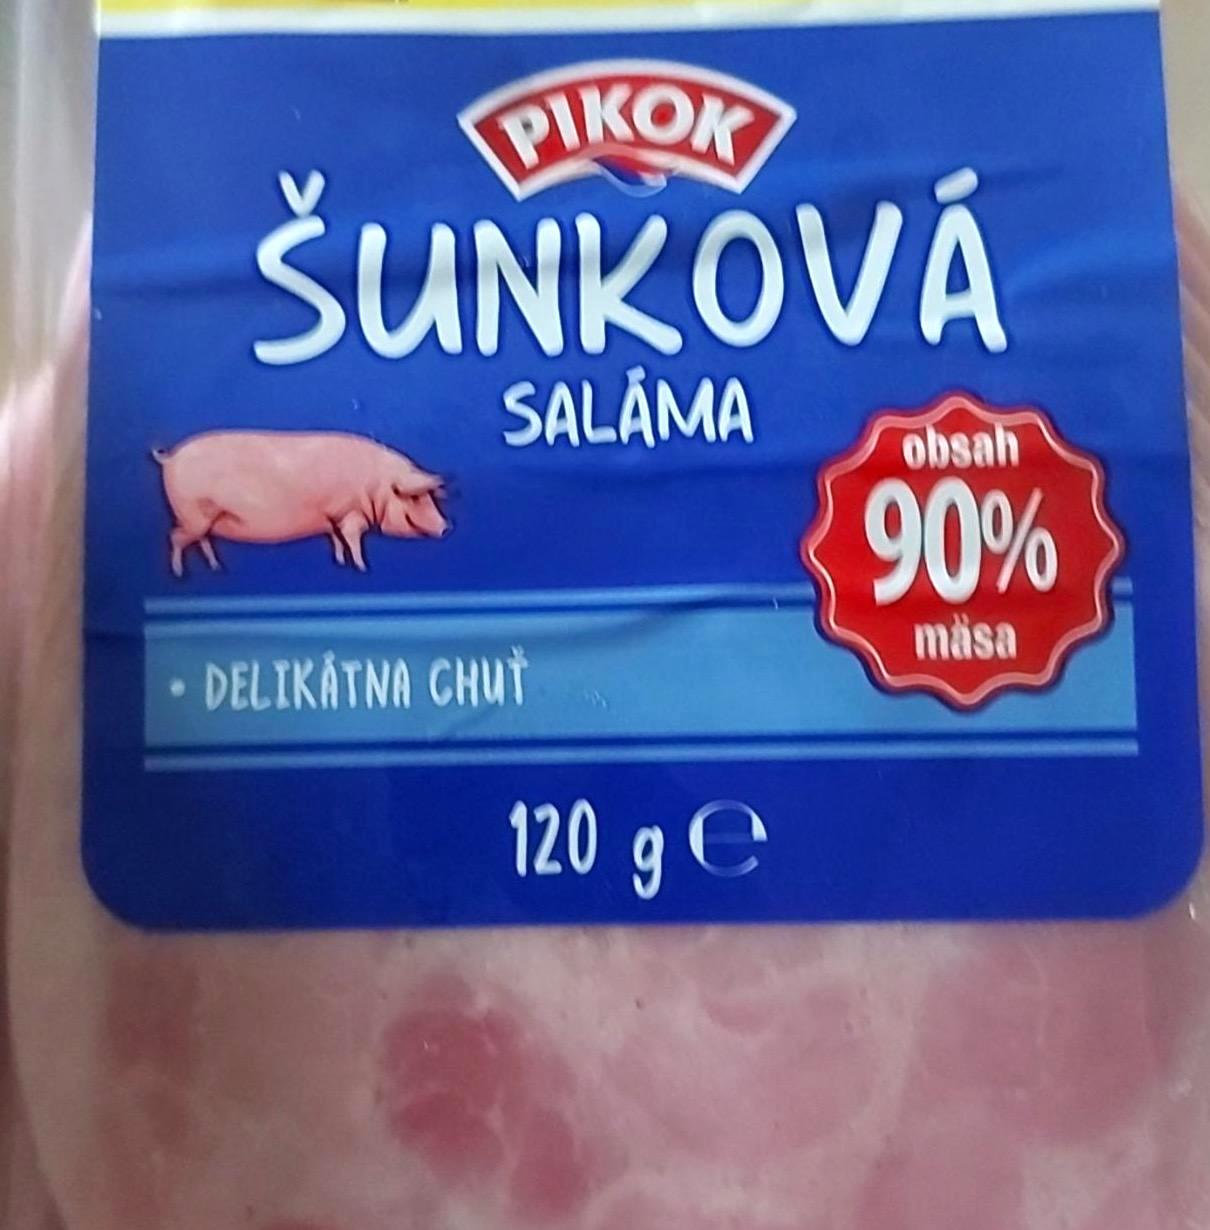 PIKOK
ŠUNKOVÁ
SALÁMA
obsah
90%
mäsa
• DELIKÁTNA CHUŤ
120 g ℮